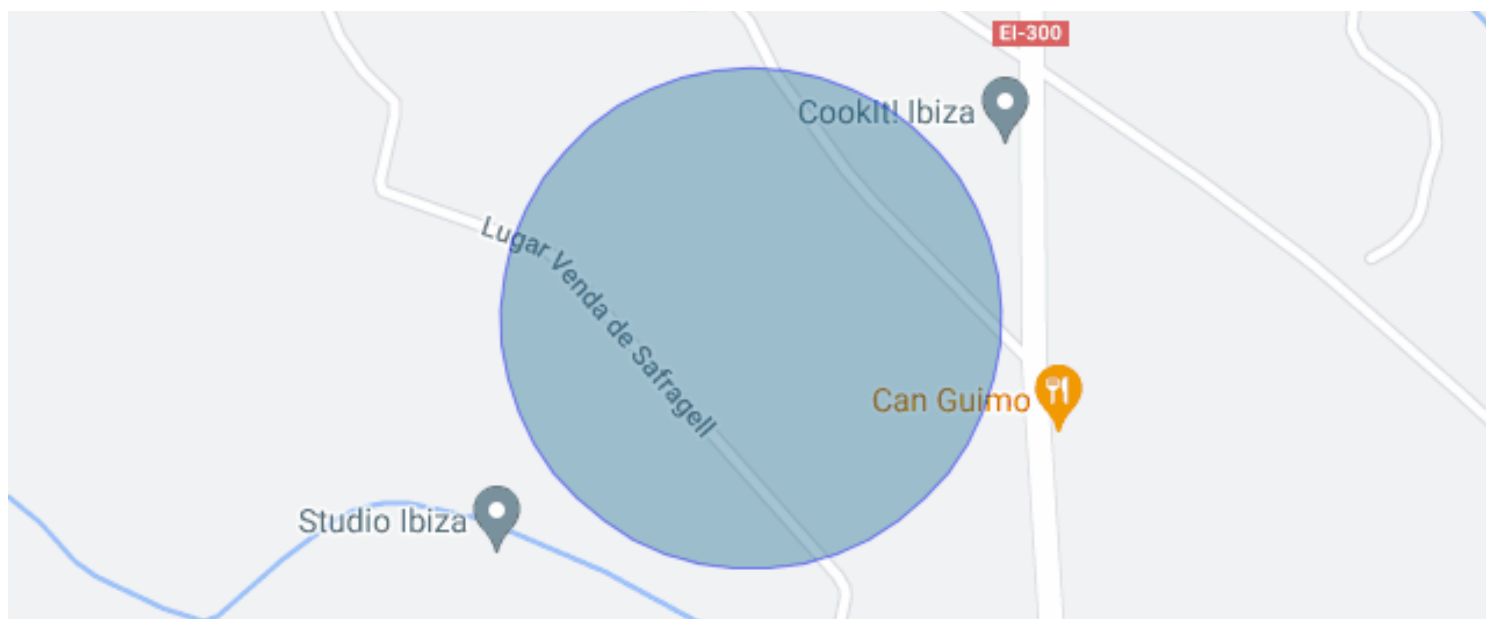 EI-300
CookIt! Ibiza
Lugar Venda de Safragell
Can Guimo
Studio Ibiza